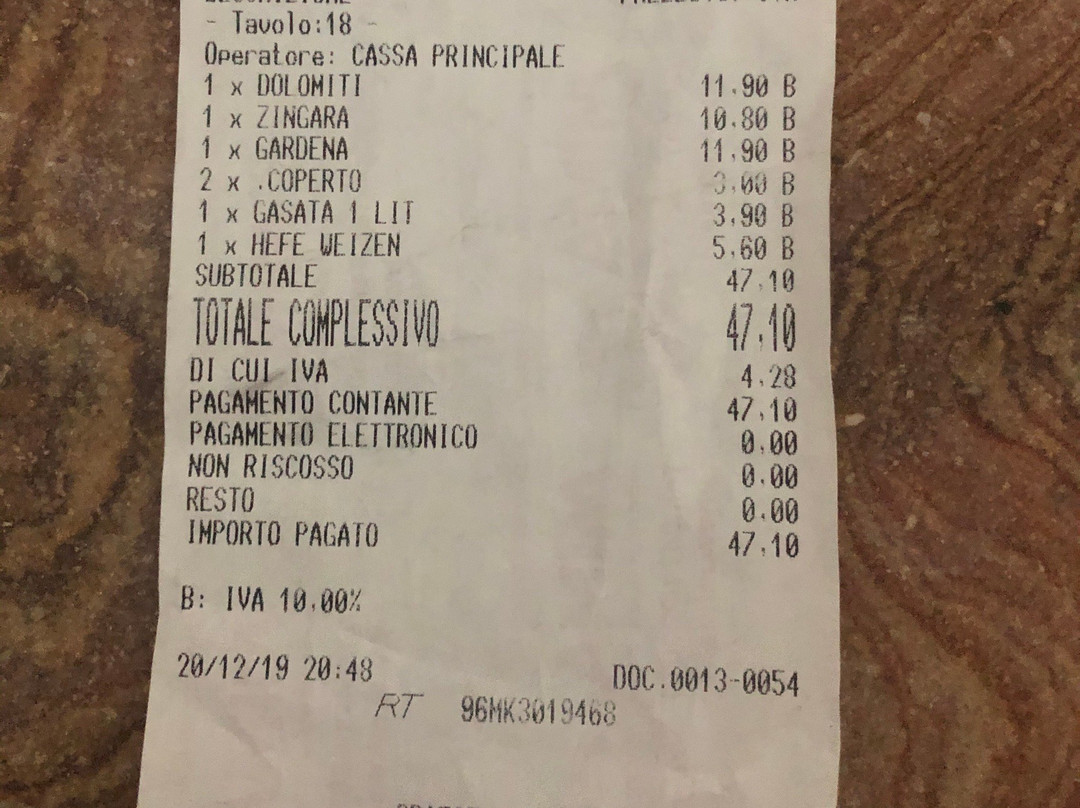 - Tavolo:18 -
Operatore: CASSA PRINCIPALE
1 x DOLOMITI 11.90 B
1 x ZINGARA 10.80 B
1 x GARDENA 11,90 B
2 x .COPERTO 3.00 B
1 x GASATA 1 LIT 3,90 B
1 x HEFE WEIZEN 5,60 B
SUBTOTALE 47,10
TOTALE COMPLESSIVO 47,10
DI CUI IVA 4,28
PAGAMENTO CONTANTE 47,10
PAGAMENTO ELETTRONICO 0.00
NON RISCOSSO 0.00
RESTO 0.00
IMPORTO PAGATO 47,10
B: IVA 10,00%
20/12/19 20:48 DOC.0013-0054
RT 96MK3019468